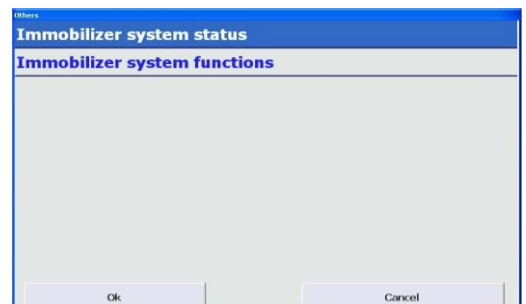 Others
Immobilizer system status
Immobilizer system functions
Ok
Cancel